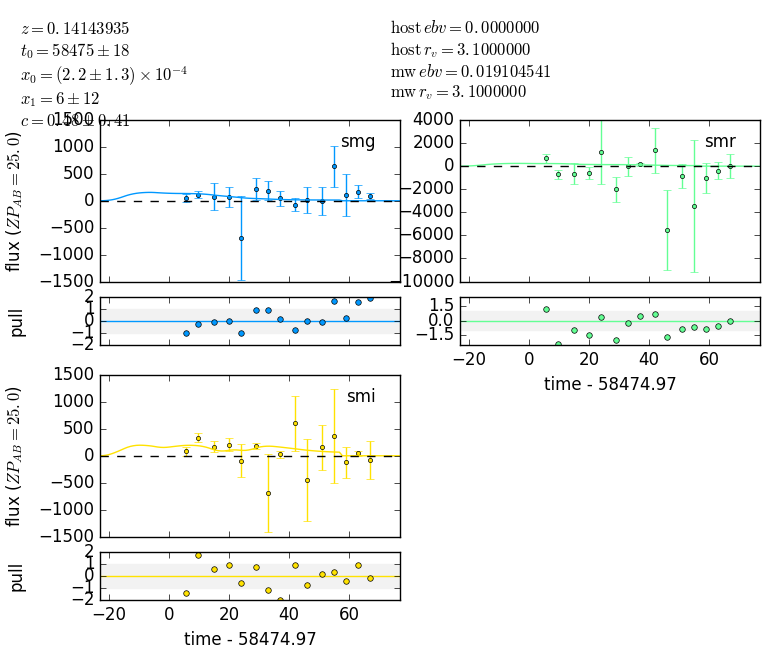 z = 0.14143935
t0 = 58475 ± 18
x0 = (2.2 ± 1.3) × 10^−4
x1 = 6 ± 12
host ebv = 0.0000000
host r_v = 3.1000000
mw ebv = 0.019104541
mw r_v = 3.1000000
smg
1500
1000
500
0
−500
−1000
−1500
flux (ZP_AB = 25.0)
2
1
0
−1
−2
pull
smr
4000
2000
0
−2000
−4000
−6000
−8000
−10000
1.5
0.0
−1.5
−20 0 20 40 60
time - 58474.97
smi
1500
1000
500
0
−500
−1000
−1500
flux (ZP_AB = 25.0)
2
1
0
−1
−2
pull
−20 0 20 40 60
time - 58474.97